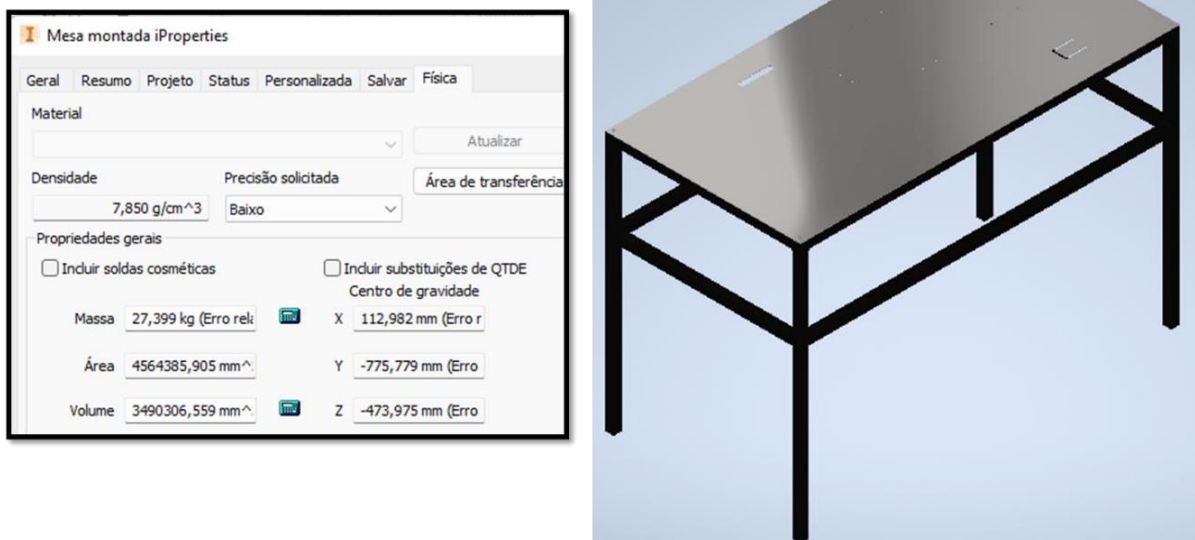 Mesa montada iProperties
Geral Resumo Projeto Status Personalizada Salvar Física
Material
Atualizar
Densidade Precisão solicitada Área de transferência
7,850 g/cm^3 Baixo
Propriedades gerais
Incluir soldas cosméticas Incluir substituições de QTDE
Centro de gravidade
Massa 27,399 kg (Erro rela X 112,982 mm (Erro r
Área 4564385,905 mm^ Y -775,779 mm (Erro
Volume 3490306,559 mm^ Z -473,975 mm (Erro